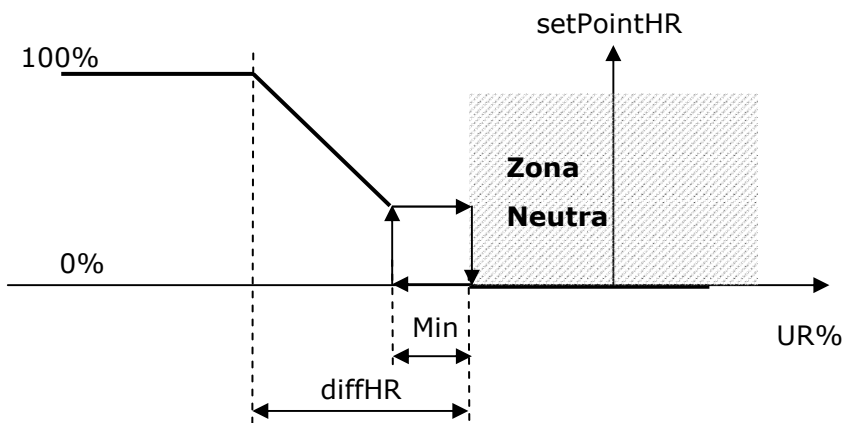 setPointHR
100%
Zona
Neutra
0%
Min
UR%
diffHR